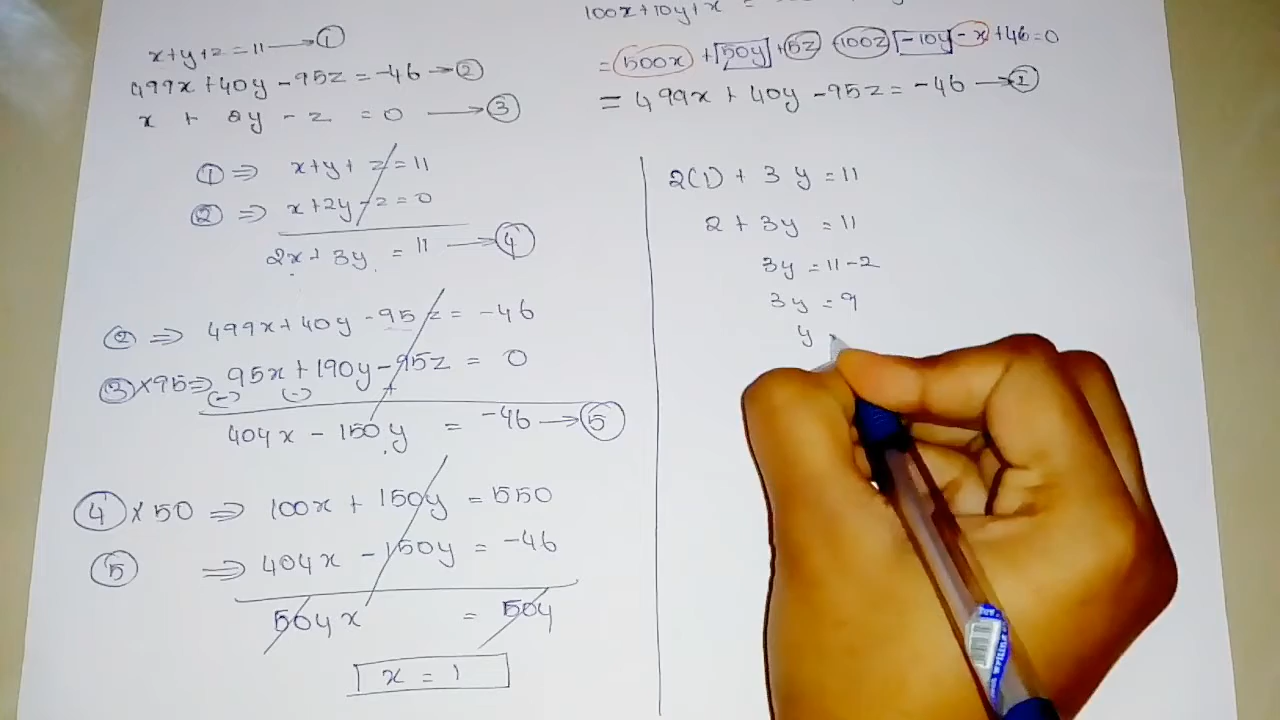 x+y+z=11 → ①
499x+40y-95z=-46 → ②
x + 2y - z = 0 → ③
① ⇒ x+y+z=11
② ⇒ x+2y-z=0
2x+3y = 11 → ④
② ⇒ 499x+40y-95z = -46
③×95 ⇒ 95x+190y-95z = 0
(-) (-) +
404x - 150y = -46 → ⑤
④ × 50 ⇒ 100x + 150y = 550
⑤ ⇒ 404x - 150y = -46
504x = 504
x = 1
100x+10y+x =
= 500x + 50y + 5z - 100z - 10y - x + 46=0
= 499x + 40y - 95z = -46 → ①
2(1) + 3y = 11
2 + 3y = 11
3y = 11-2
3y = 9
y